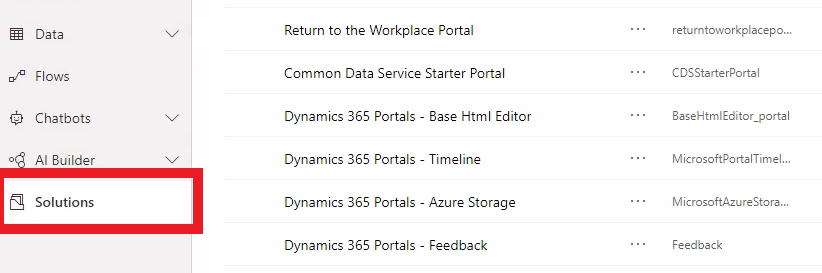 Data
Flows
Chatbots
AI Builder
Solutions
Return to the Workplace Portal ... returntoworkplacepo...
Common Data Service Starter Portal ... CDSStarterPortal
Dynamics 365 Portals - Base Html Editor ... BaseHtmlEditor_portal
Dynamics 365 Portals - Timeline ... MicrosoftPortalTimel...
Dynamics 365 Portals - Azure Storage ... MicrosoftAzureStora...
Dynamics 365 Portals - Feedback ... Feedback